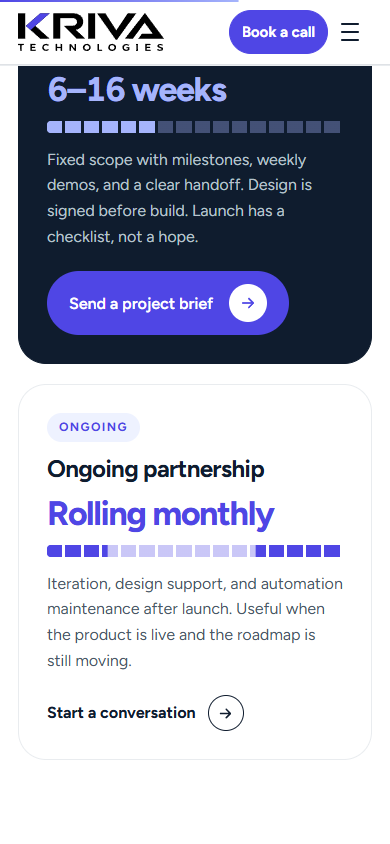 KRIVA
TECHNOLOGIES
Book a call
6–16 weeks
Fixed scope with milestones, weekly
demos, and a clear handoff. Design is
signed before build. Launch has a
checklist, not a hope.
Send a project brief
ONGOING
Ongoing partnership
Rolling monthly
Iteration, design support, and automation
maintenance after launch. Useful when
the product is live and the roadmap is
still moving.
Start a conversation